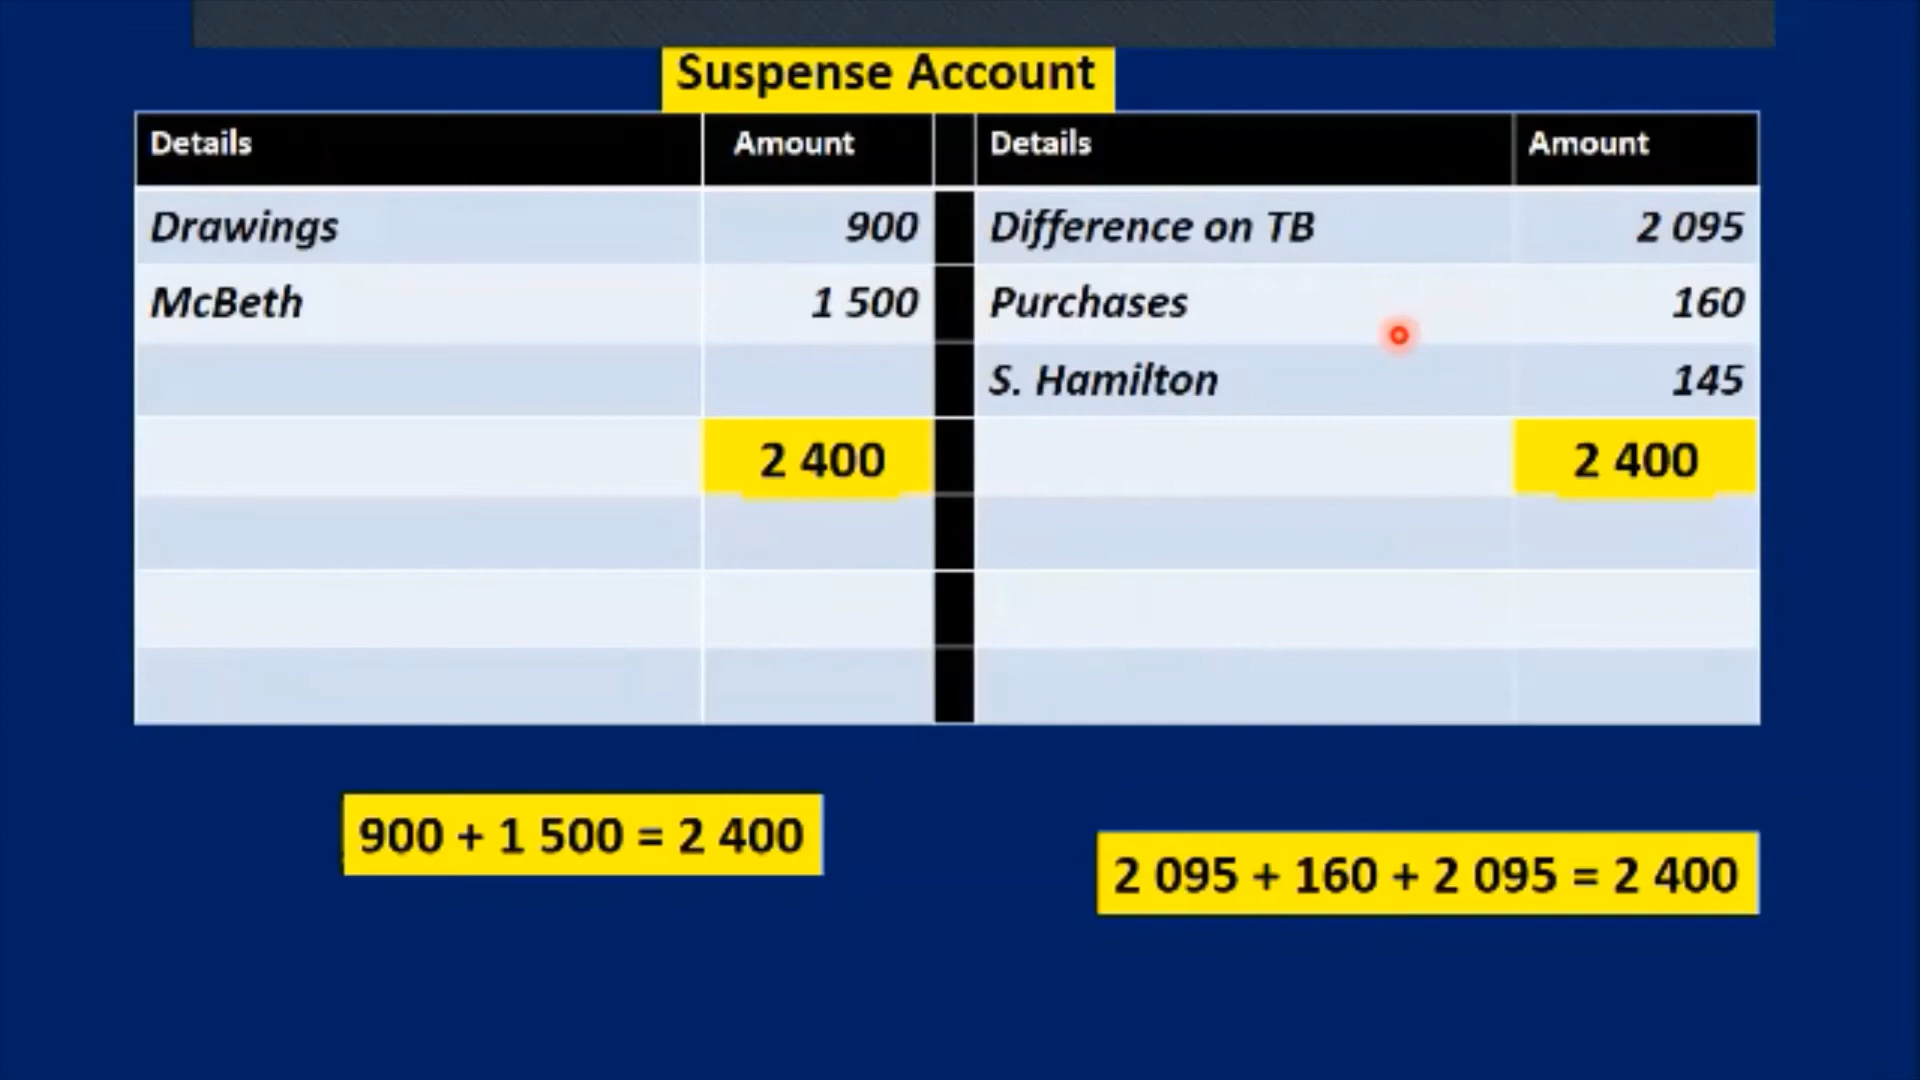 Suspense Account
Details Amount Details Amount
Drawings 900 Difference on TB 2 095
McBeth 1 500 Purchases 160
S. Hamilton 145
2 400 2 400
900 + 1 500 = 2 400
2 095 + 160 + 2 095 = 2 400